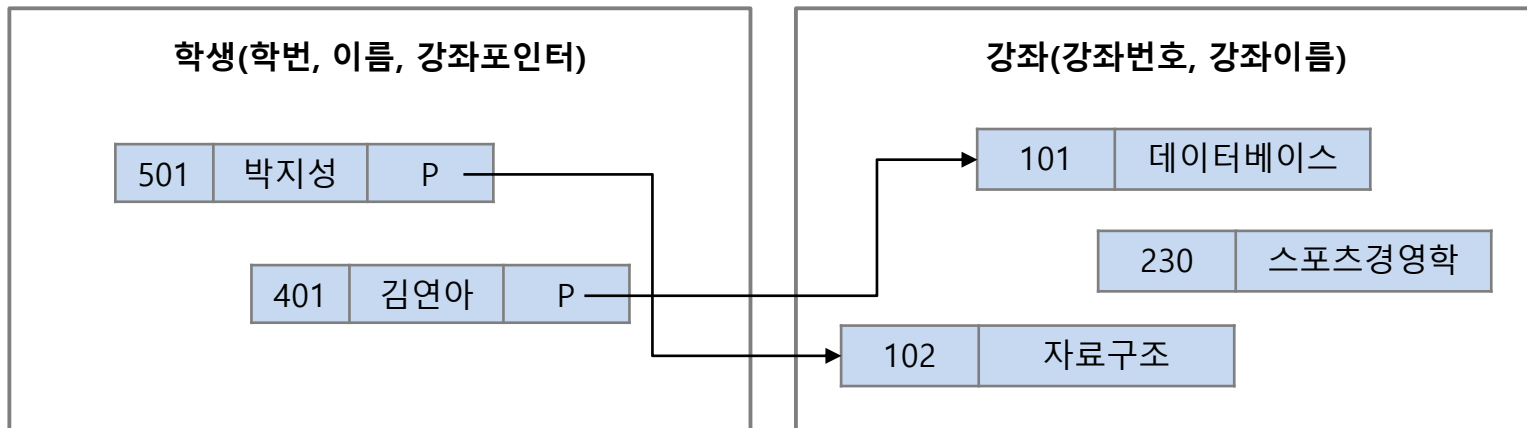 학생(학번, 이름, 강좌포인터)
501 박지성 P
401 김연아 P
강좌(강좌번호, 강좌이름)
101 데이터베이스
230 스포츠경영학
102 자료구조